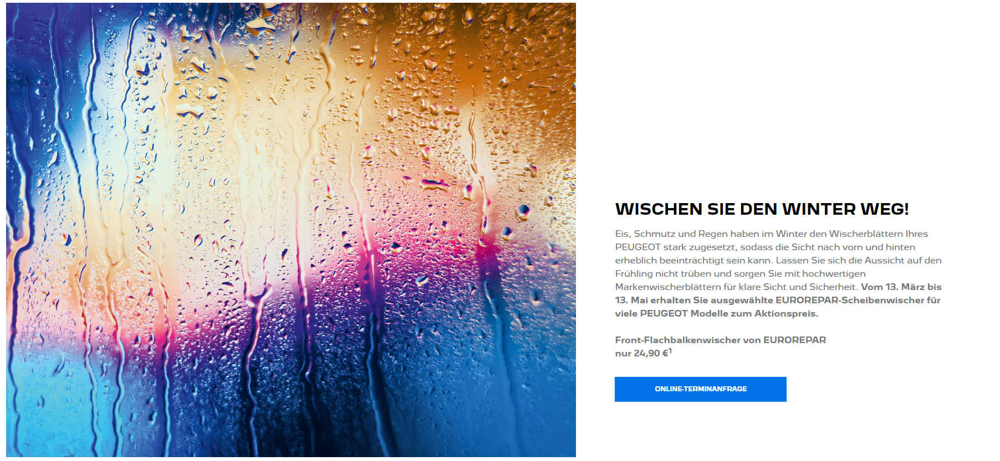 WISCHEN SIE DEN WINTER WEG!
Eis, Schmutz und Regen haben im Winter den Wischerblättern Ihres
PEUGEOT stark zugesetzt, sodass die Sicht nach vorn und hinten
erheblich beeinträchtigt sein kann. Lassen Sie sich die Aussicht auf den
Frühling nicht trüben und sorgen Sie mit hochwertigen
Markenwischerblättern für klare Sicht und Sicherheit. Vom 13. März bis
13. Mai erhalten Sie ausgewählte EUROREPAR-Scheibenwischer für
viele PEUGEOT Modelle zum Aktionspreis.
Front-Flachbalkenwischer von EUROREPAR
nur 24,90 €¹
ONLINE-TERMINANFRAGE